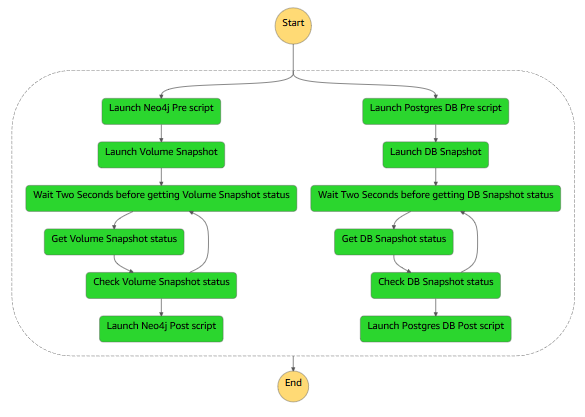 Start
Launch Neo4j Pre script
Launch Postgres DB Pre script
Launch Volume Snapshot
Launch DB Snapshot
Wait Two Seconds before getting Volume Snapshot status
Wait Two Seconds before getting DB Snapshot status
Get Volume Snapshot status
Get DB Snapshot status
Check Volume Snapshot status
Check DB Snapshot status
Launch Neo4j Post script
Launch Postgres DB Post script
End